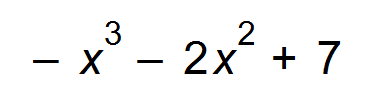 – x³ – 2x² + 7